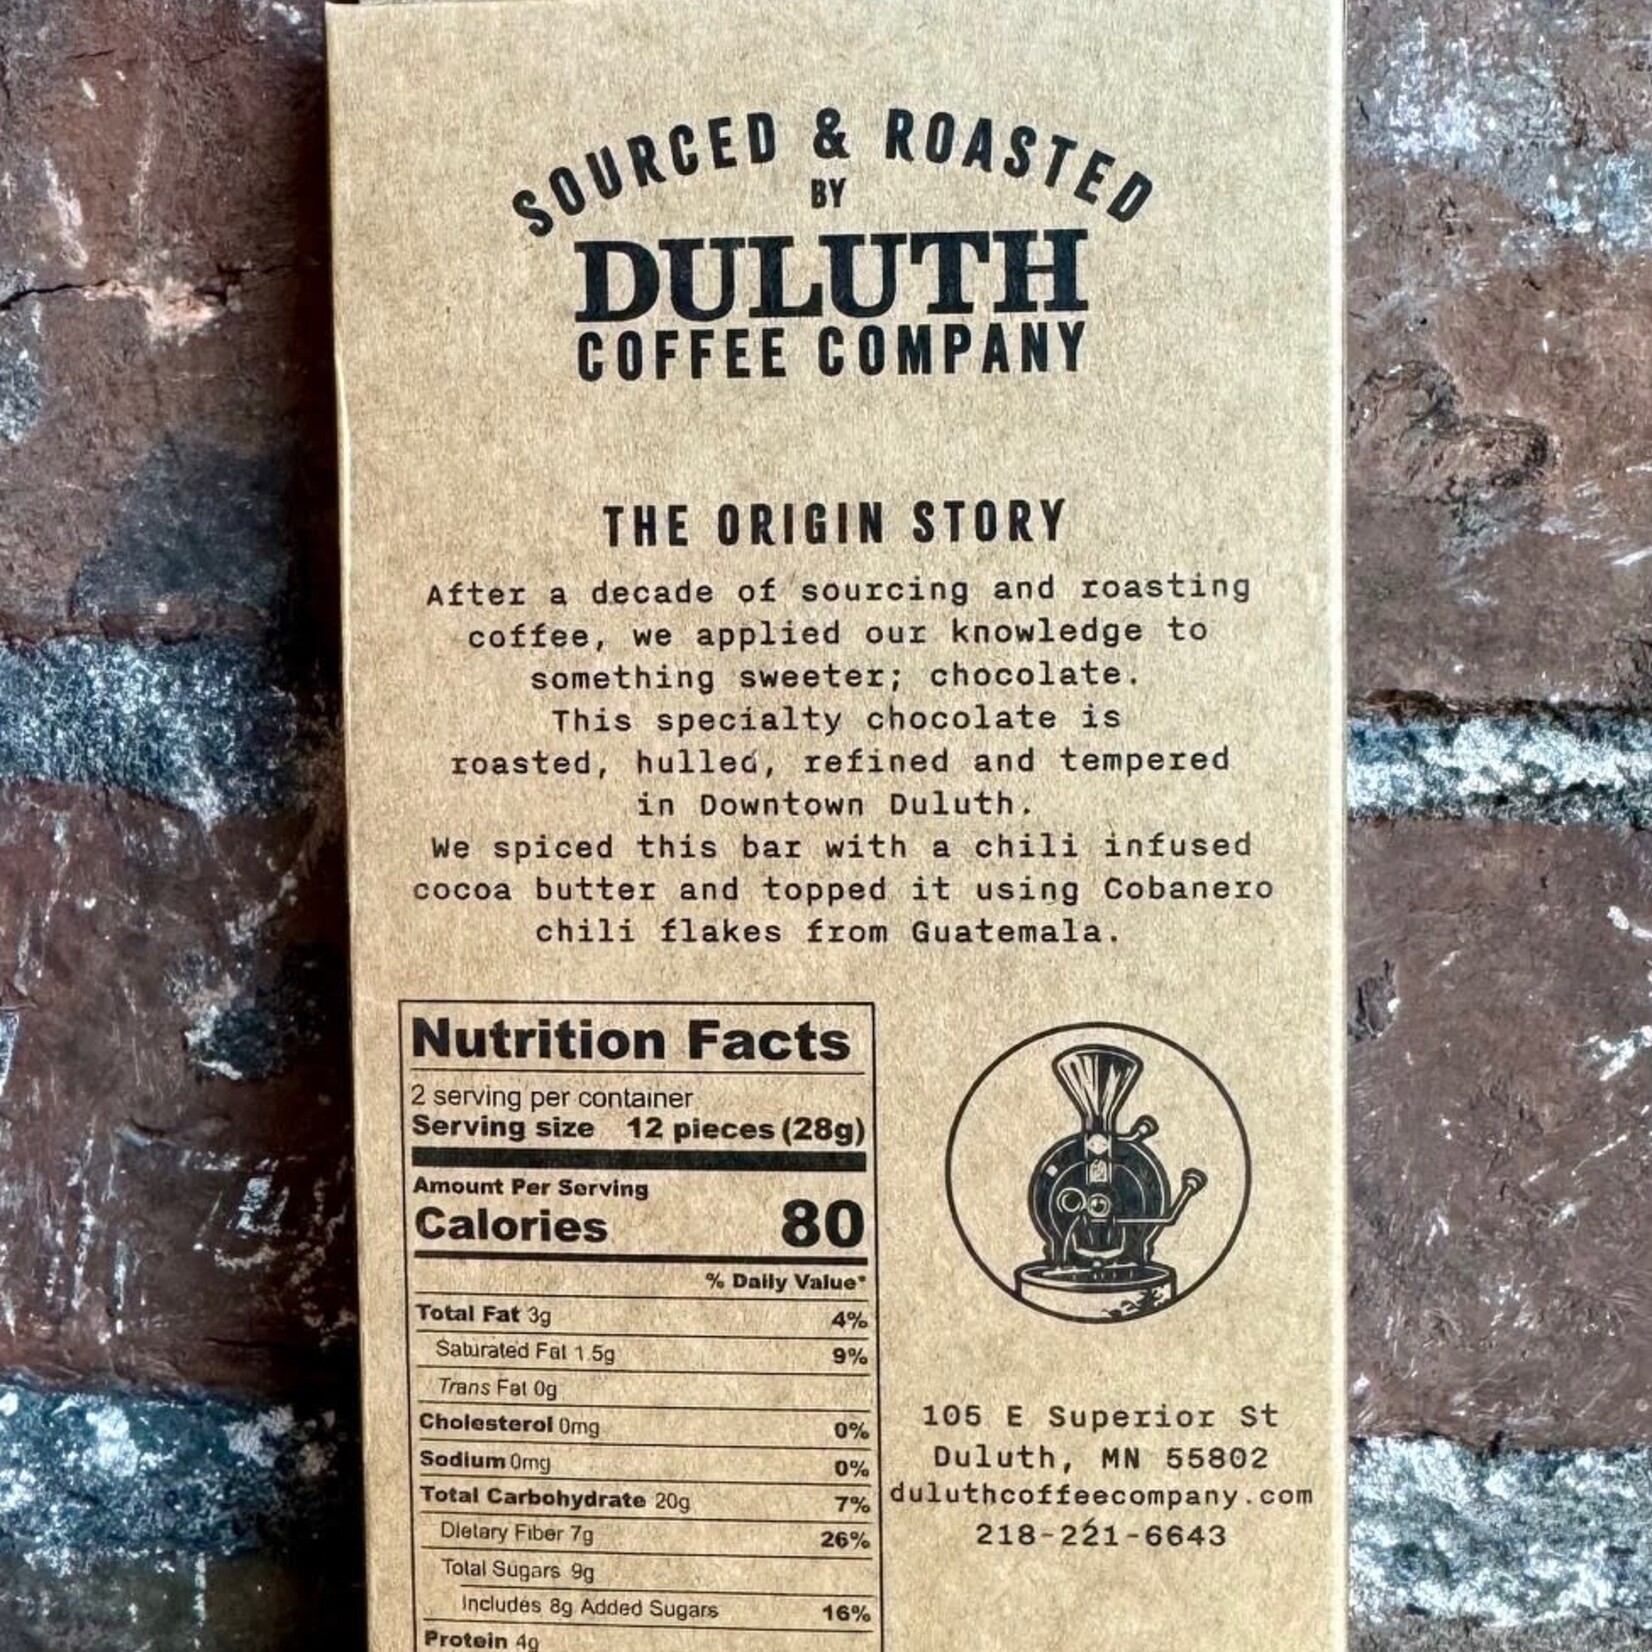 SOURCED & ROASTED
BY
DULUTH
COFFEE COMPANY
THE ORIGIN STORY
After a decade of sourcing and roasting
coffee, we applied our knowledge to
something sweeter; chocolate.
This specialty chocolate is
roasted, hulled, refined and tempered
in Downtown Duluth.
We spiced this bar with a chili infused
cocoa butter and topped it using Cobanero
chili flakes from Guatemala.
Nutrition Facts
2 serving per container
Serving size 12 pieces (28g)
Amount Per Serving
Calories 80
% Daily Value*
Total Fat 3g 4%
Saturated Fat 1.5g 9%
Trans Fat 0g
Cholesterol 0mg 0%
Sodium 0mg 0%
Total Carbohydrate 20g 7%
Dietary Fiber 7g 26%
Total Sugars 9g
Includes 8g Added Sugars 16%
Protein 4g
105 E Superior St
Duluth, MN 55802
duluthcoffeecompany.com
218-221-6643